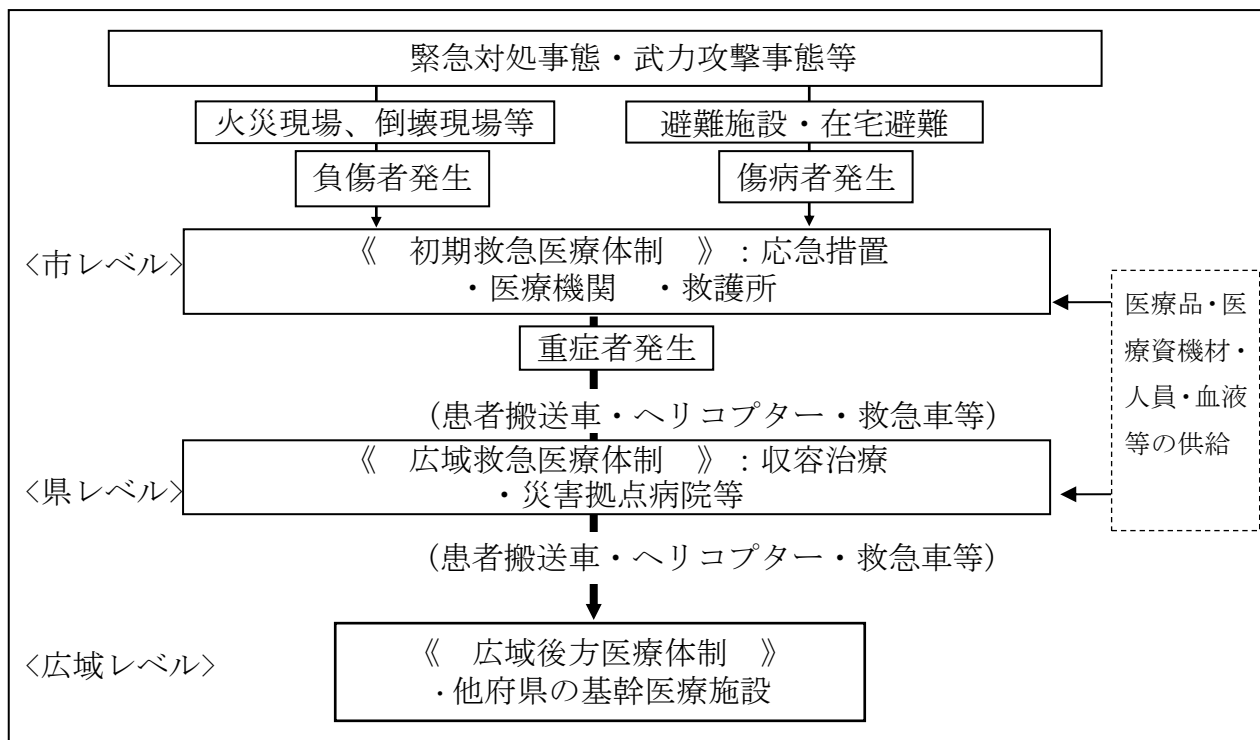 緊急対処事態・武力攻撃事態等
火災現場、倒壊現場等
避難施設・在宅避難
負傷者発生
傷病者発生
<市レベル>
《　初期救急医療体制　》：応急措置
・医療機関　・救護所
医療品・医
療資機材・
人員・血液
等の供給
重症者発生
（患者搬送車・ヘリコプター・救急車等）
<県レベル>
《　広域救急医療体制　》：収容治療
・災害拠点病院等
（患者搬送車・ヘリコプター・救急車等）
<広域レベル>
《　広域後方医療体制　》
・他府県の基幹医療施設